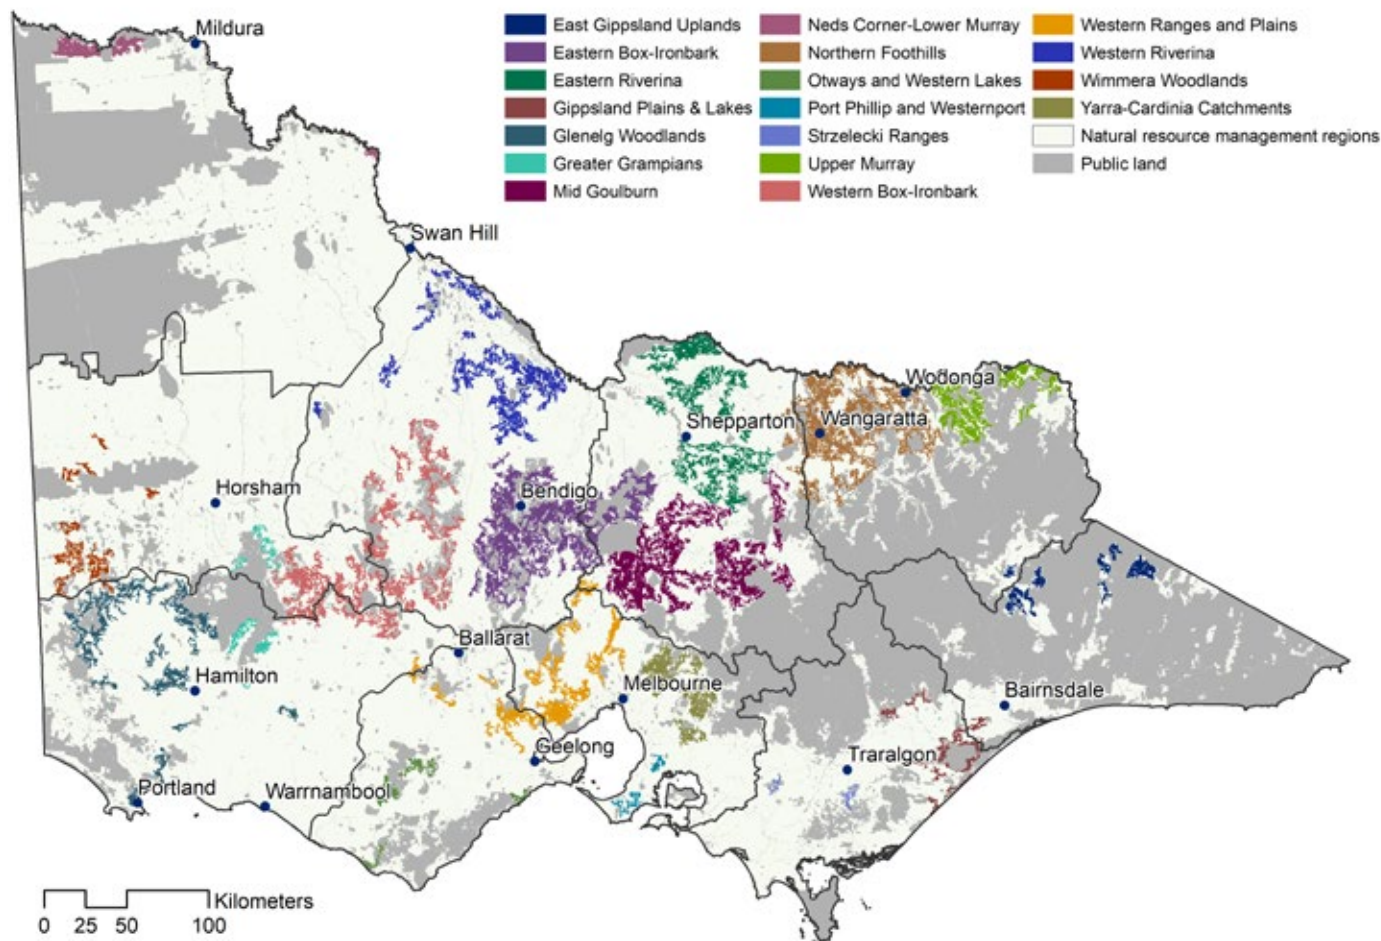 East Gippsland Uplands
Eastern Box-Ironbark
Eastern Riverina
Gippsland Plains & Lakes
Glenelg Woodlands
Greater Grampians
Mid Goulburn
Neds Corner-Lower Murray
Northern Foothills
Otways and Western Lakes
Port Phillip and Westernport
Strzelecki Ranges
Upper Murray
Western Box-Ironbark
Western Ranges and Plains
Western Riverina
Wimmera Woodlands
Yarra-Cardinia Catchments
Natural resource management regions
Public land
Mildura
Swan Hill
Wodonga
Shepparton
Wangaratta
Horsham
Bendigo
Ballarat
Hamilton
Melbourne
Bairnsdale
Geelong
Traralgon
Portland
Warrnambool
Kilometers
0 25 50 100